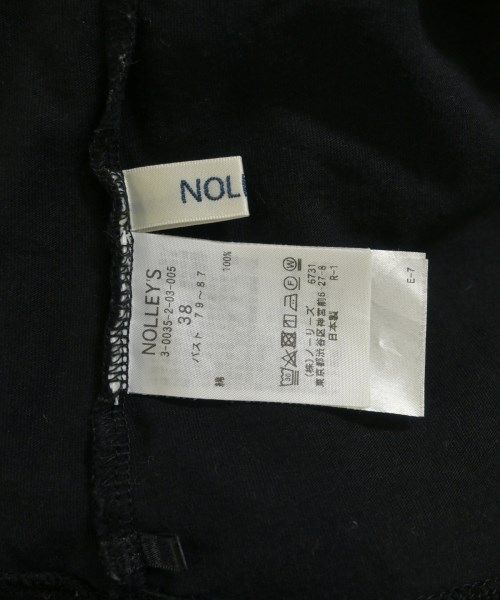 NOL
NOLLEY'S
3-0035-2-03-005
38
バスト 79~87
綿 100%
30
(株)ノーリーズ 6731
東京都渋谷区神宮前6-27-8
日本製 R-1
E-7